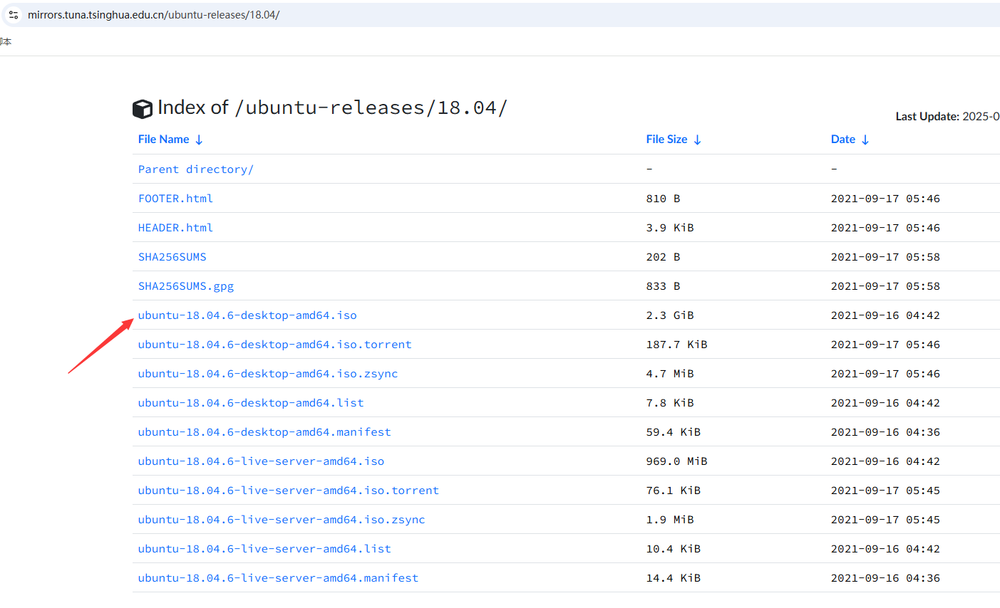 mirrors.tuna.tsinghua.edu.cn/ubuntu-releases/18.04/
本
Index of /ubuntu-releases/18.04/
Last Update: 2025-0
File Name ↓ File Size ↓ Date ↓
Parent directory/ - -
FOOTER.html 810 B 2021-09-17 05:46
HEADER.html 3.9 KiB 2021-09-17 05:46
SHA256SUMS 202 B 2021-09-17 05:58
SHA256SUMS.gpg 833 B 2021-09-17 05:58
ubuntu-18.04.6-desktop-amd64.iso 2.3 GiB 2021-09-16 04:42
ubuntu-18.04.6-desktop-amd64.iso.torrent 187.7 KiB 2021-09-17 05:46
ubuntu-18.04.6-desktop-amd64.iso.zsync 4.7 MiB 2021-09-17 05:46
ubuntu-18.04.6-desktop-amd64.list 7.8 KiB 2021-09-16 04:42
ubuntu-18.04.6-desktop-amd64.manifest 59.4 KiB 2021-09-16 04:36
ubuntu-18.04.6-live-server-amd64.iso 969.0 MiB 2021-09-16 04:42
ubuntu-18.04.6-live-server-amd64.iso.torrent 76.1 KiB 2021-09-17 05:45
ubuntu-18.04.6-live-server-amd64.iso.zsync 1.9 MiB 2021-09-17 05:45
ubuntu-18.04.6-live-server-amd64.list 10.4 KiB 2021-09-16 04:42
ubuntu-18.04.6-live-server-amd64.manifest 14.4 KiB 2021-09-16 04:36